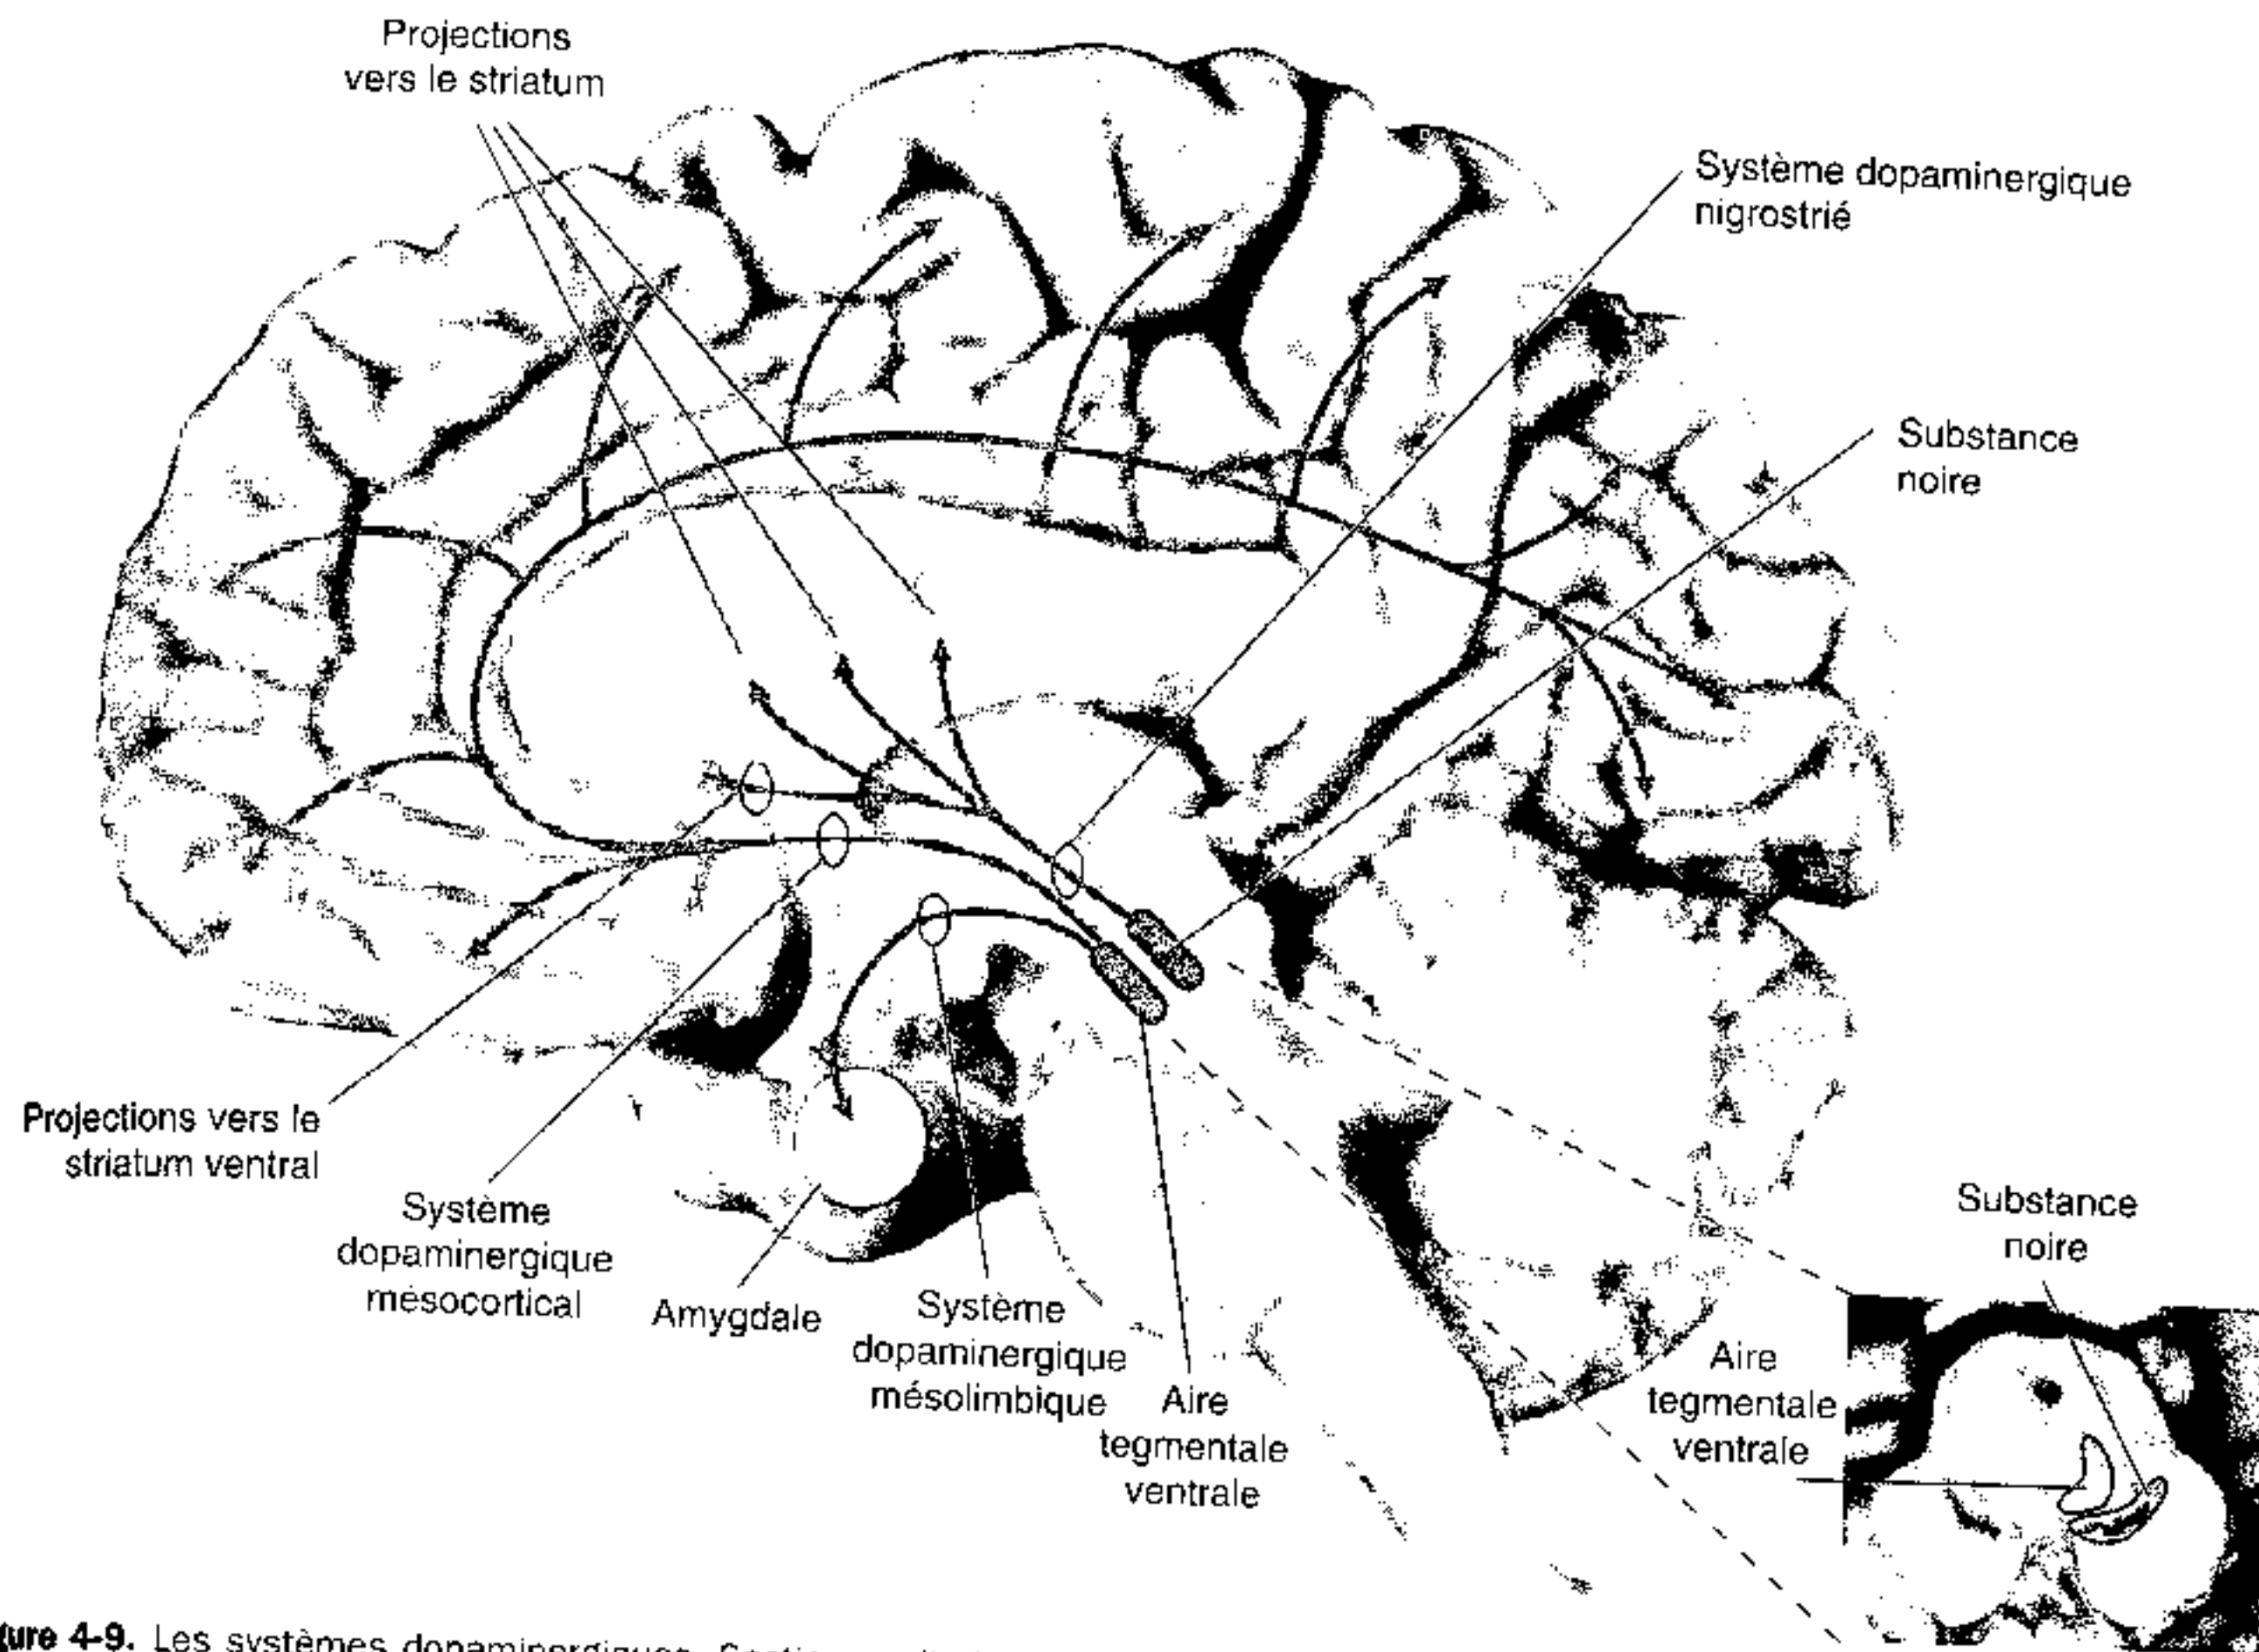 Projections
vers le striatum
Système dopaminergique
nigrostrié
Substance
noire
Projections vers le
striatum ventral
Système
dopaminergique
mésocortical
Amygdale
Système
dopaminergique
mésolimbique
Aire
tegmentale
ventrale
Aire
tegmentale
ventrale
Substance
noire
4-9. Les systèmes dopaminergiques.